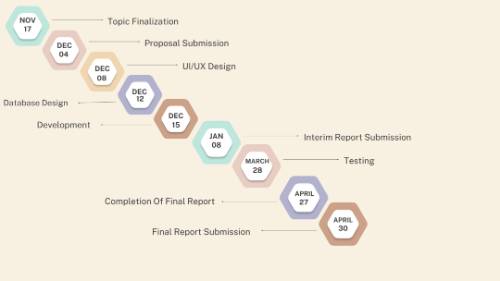 NOV
17
Topic Finalization
DEC
04
Proposal Submission
DEC
08
UI/UX Design
DEC
12
Database Design
DEC
15
Development
JAN
08
Interim Report Submission
MARCH
28
Testing
APRIL
27
Completion Of Final Report
APRIL
30
Final Report Submission